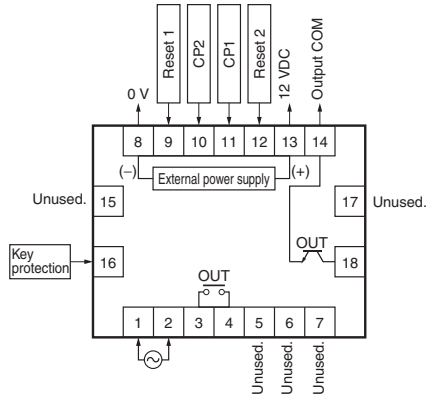 Reset 1
CP2
CP1
Reset 2
0 V
12 VDC
Output COM
8
9
10
11
12
13
14
(−)
External power supply
(+)
Unused.
15
17
Unused.
Key
protection
16
OUT
18
OUT
1
2
3
4
5
6
7
Unused.
Unused.
Unused.